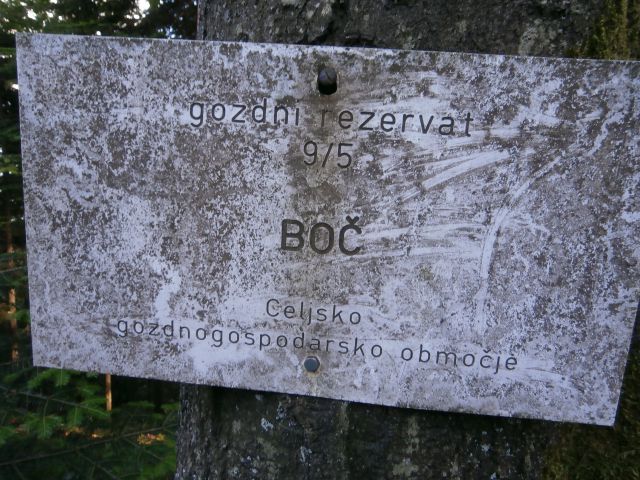 gozdni rezervat
9/5
BOČ
Celjsko
gozdnogospodarsko območje